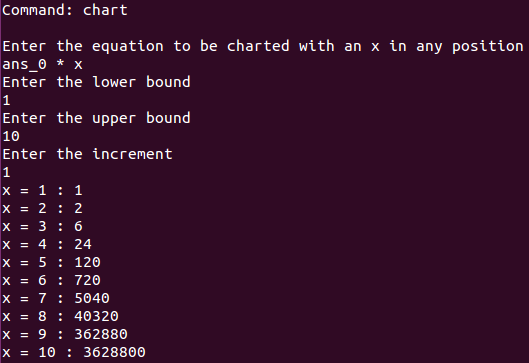 Command: chart
Enter the equation to be charted with an x in any position
ans_0 * x
Enter the lower bound
1
Enter the upper bound
10
Enter the increment
1
x = 1 : 1
x = 2 : 2
x = 3 : 6
x = 4 : 24
x = 5 : 120
x = 6 : 720
x = 7 : 5040
x = 8 : 40320
x = 9 : 362880
x = 10 : 3628800